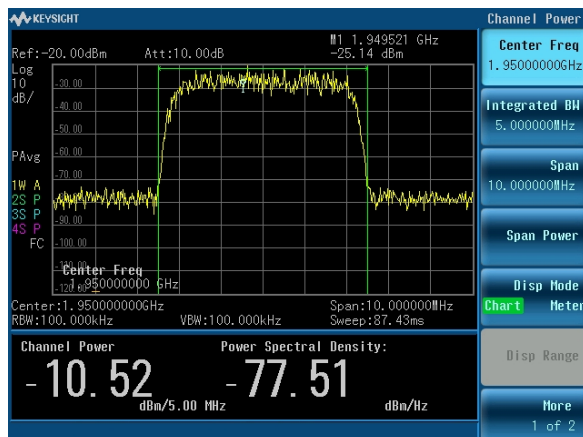 KEYSIGHT
Channel Power
M1 1.949521 GHz
Ref:-20.00dBm Att:10.00dB -25.14 dBm
Log
10
dB/
-30.00
-40.00
-50.00
-60.00
-70.00
-90.00
-100.00
PAvg
1W A
2S P
3S P
4S P
FC
Center Freq
1.950000000 GHz
Center:1.950000000GHz Span:10.000000MHz
RBW:100.000kHz VBW:100.000kHz Sweep:87.43ms
Channel Power Power Spectral Density:
-10.52 -77.51
dBm/5.00 MHz dBm/Hz
Center Freq
1.95000000GHz
Integrated BW
5.000000MHz
Span
10.000000MHz
Span Power
Disp Mode
Chart Meter
Disp Range
More
1 of 2